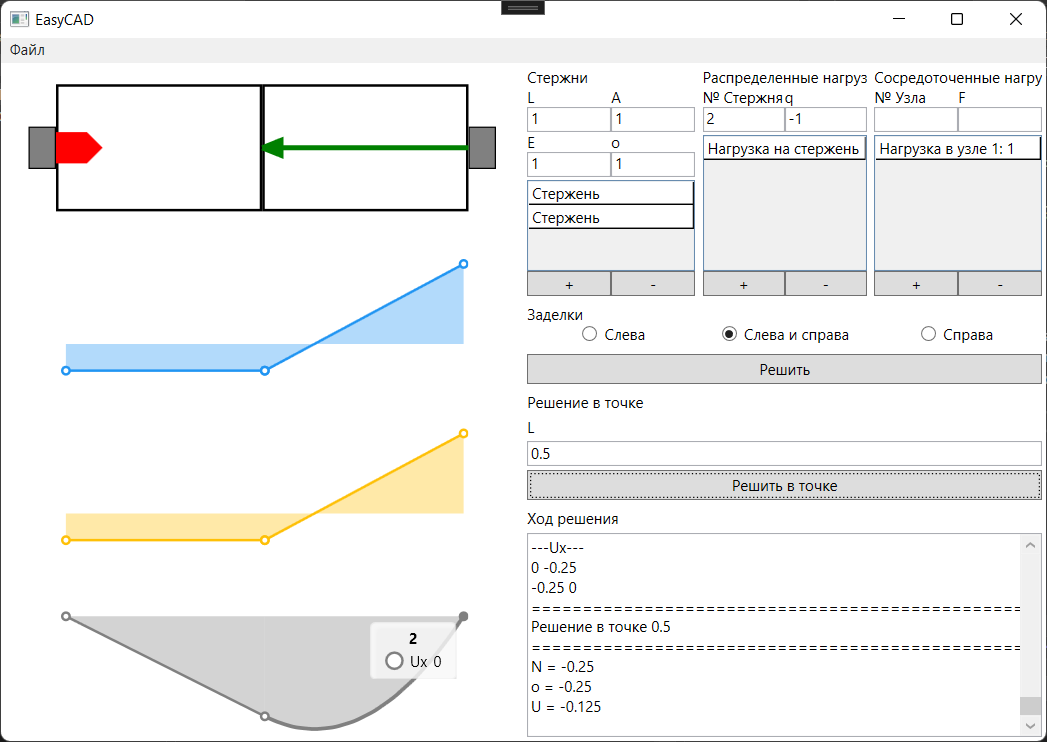 EasyCAD
Файл
Стержни
L A
1 1
E o
1 1
Стержень
Стержень
+ -
Распределенные нагруз
№ Стержня q
2 -1
Нагрузка на стержень
+ -
Сосредоточенные нагру
№ Узла F
Нагрузка в узле 1: 1
+ -
Заделки
Слева Слева и справа Справа
Решить
Решение в точке
L
0.5
Решить в точке
Ход решения
---Ux---
0 -0.25
-0.25 0
================================================
Решение в точке 0.5
================================================
N = -0.25
o = -0.25
U = -0.125
2
Ux 0